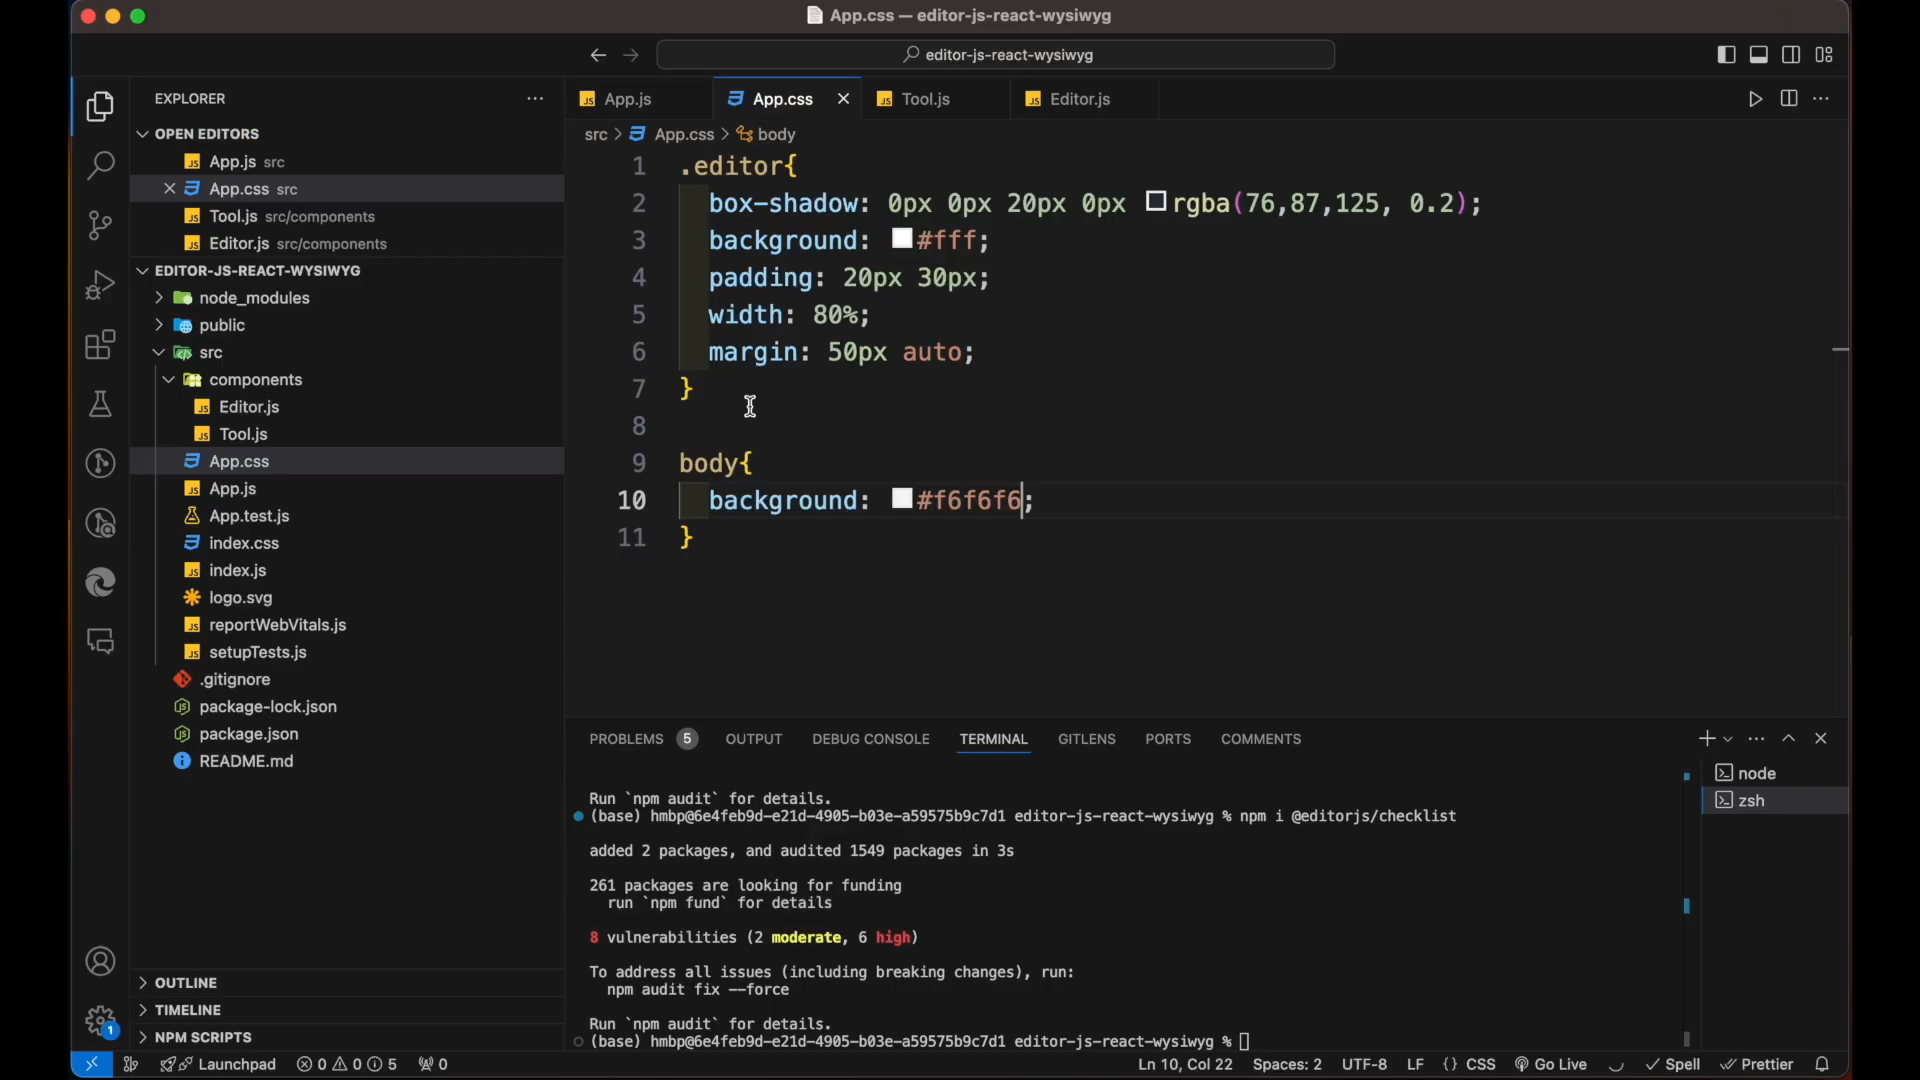 App.css — editor-js-react-wysiwyg
editor-js-react-wysiwyg
EXPLORER
OPEN EDITORS
App.js src
App.css src
Tool.js src/components
Editor.js src/components
EDITOR-JS-REACT-WYSIWYG
node_modules
public
src
components
Editor.js
Tool.js
App.css
App.js
App.test.js
index.css
index.js
logo.svg
reportWebVitals.js
setupTests.js
.gitignore
package-lock.json
package.json
README.md
OUTLINE
TIMELINE
NPM SCRIPTS
App.js App.css Tool.js Editor.js
src > App.css > body
1 .editor{
2 box-shadow: 0px 0px 20px 0px rgba(76,87,125, 0.2);
3 background: #fff;
4 padding: 20px 30px;
5 width: 80%;
6 margin: 50px auto;
7 }
8
9 body{
10 background: #f6f6f6;
11 }
PROBLEMS 5 OUTPUT DEBUG CONSOLE TERMINAL GITLENS PORTS COMMENTS
node
zsh
Run `npm audit` for details.
(base) hmbp@6e4feb9d-e21d-4905-b03e-a59575b9c7d1 editor-js-react-wysiwyg % npm i @editorjs/checklist
added 2 packages, and audited 1549 packages in 3s
261 packages are looking for funding
run `npm fund` for details
8 vulnerabilities (2 moderate, 6 high)
To address all issues (including breaking changes), run:
npm audit fix --force
Run `npm audit` for details.
(base) hmbp@6e4feb9d-e21d-4905-b03e-a59575b9c7d1 editor-js-react-wysiwyg %
1
Launchpad 0 0 5 0 Ln 10, Col 22 Spaces: 2 UTF-8 LF {} CSS Go Live Spell Prettier